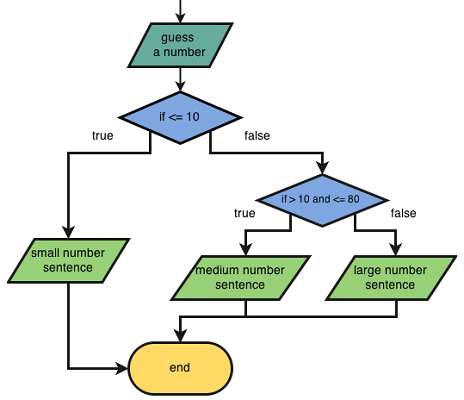 guess
a number
if <= 10
true
false
if > 10 and <= 80
true
false
small number
sentence
medium number
sentence
large number
sentence
end